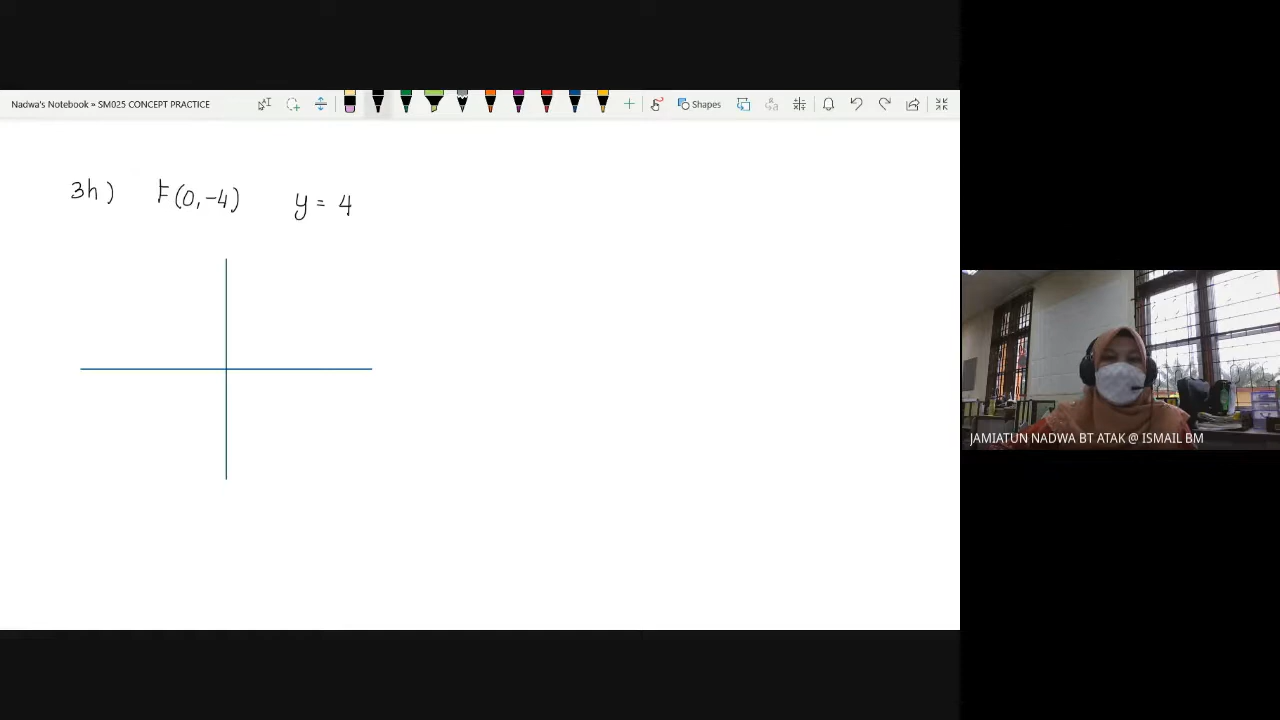 Nadwa's Notebook » SM025 CONCEPT PRACTICE
Shapes
3h) F(0,-4) y = 4
JAMIATUN NADWA BT ATAK @ ISMAIL BM